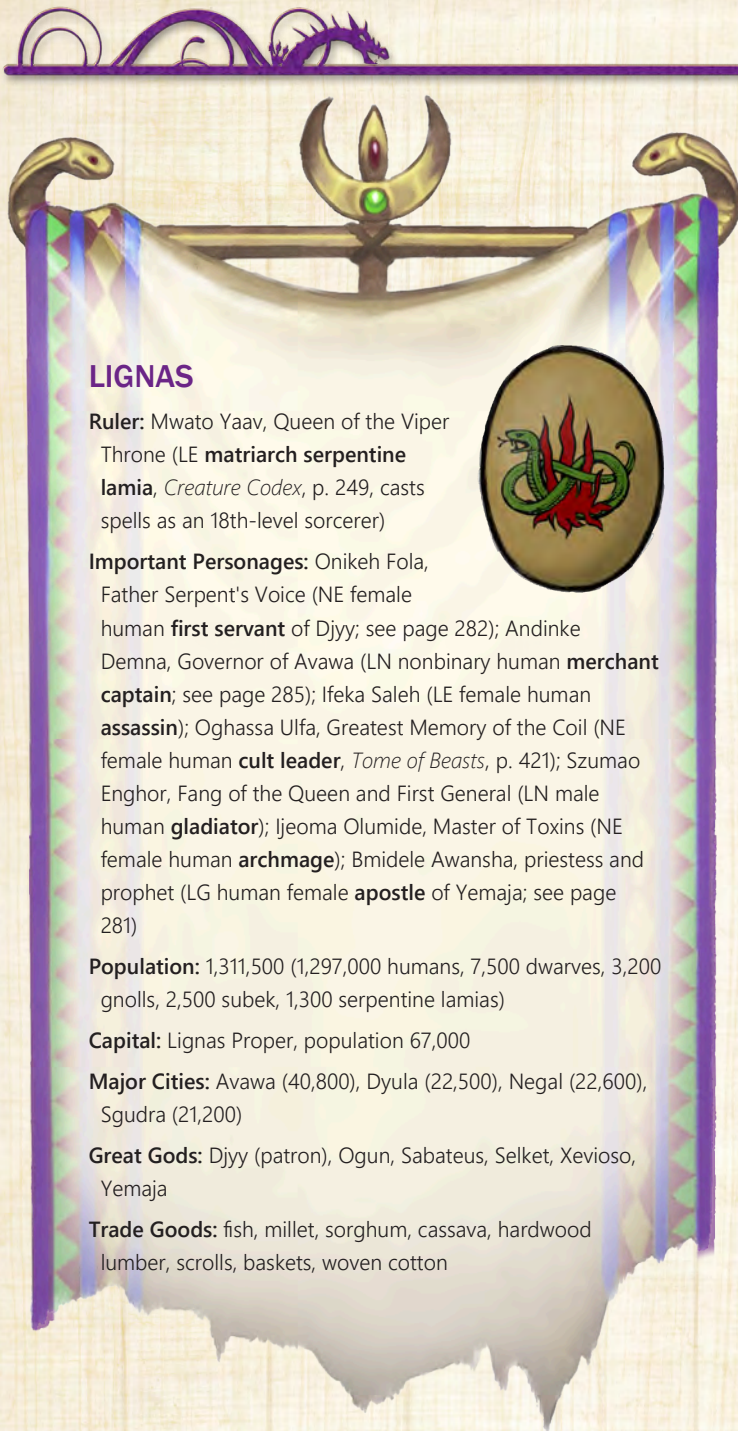 LIGNAS
Ruler: Mwato Yaav, Queen of the Viper
Throne (LE matriarch serpentine
lamia, Creature Codex, p. 249, casts
spells as an 18th-level sorcerer)
Important Personages: Onikeh Fola,
Father Serpent's Voice (NE female
human first servant of Djyy; see page 282); Andinke
Demna, Governor of Avawa (LN nonbinary human merchant
captain; see page 285); Ifeka Saleh (LE female human
assassin); Oghassa Ulfa, Greatest Memory of the Coil (NE
female human cult leader, Tome of Beasts, p. 421); Szumao
Enghor, Fang of the Queen and First General (LN male
human gladiator); Ijeoma Olumide, Master of Toxins (NE
female human archmage); Bmidele Awansha, priestess and
prophet (LG human female apostle of Yemaja; see page
281)
Population: 1,311,500 (1,297,000 humans, 7,500 dwarves, 3,200
gnolls, 2,500 subek, 1,300 serpentine lamias)
Capital: Lignas Proper, population 67,000
Major Cities: Avawa (40,800), Dyula (22,500), Negal (22,600),
Sgudra (21,200)
Great Gods: Djyy (patron), Ogun, Sabateus, Selket, Xevioso,
Yemaja
Trade Goods: fish, millet, sorghum, cassava, hardwood
lumber, scrolls, baskets, woven cotton